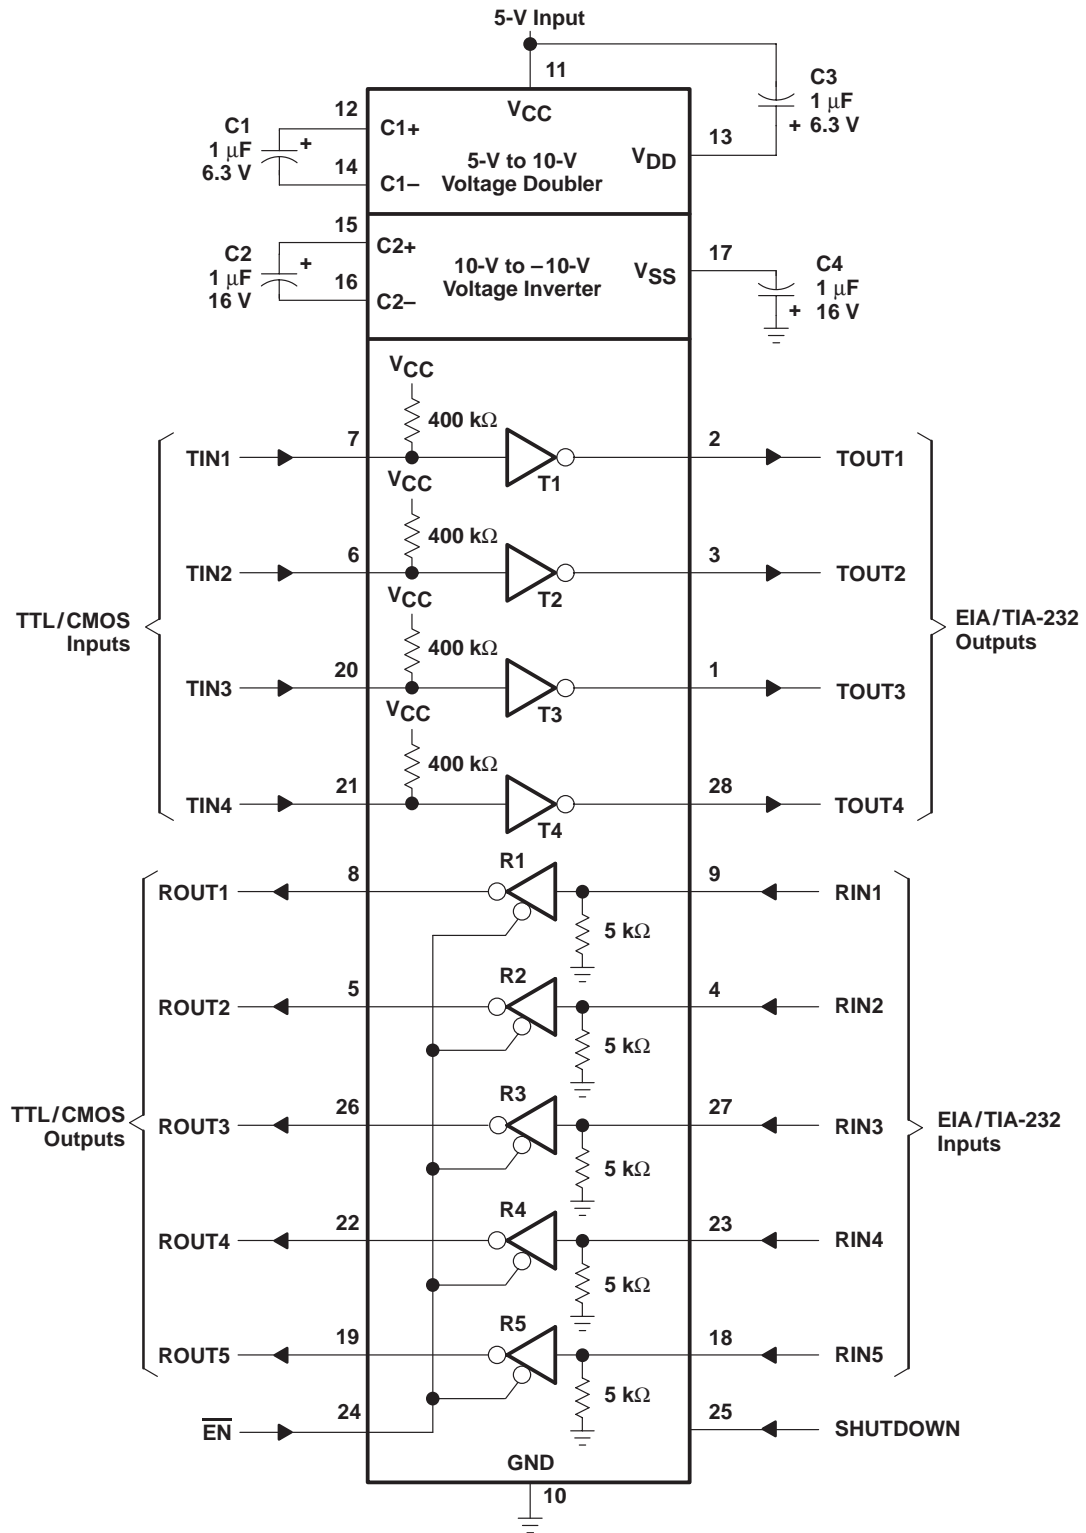 5-V Input
11
VCC
12
C1+
C1
1 μF
6.3 V
+
14
C1–
5-V to 10-V
Voltage Doubler
VDD
13
C3
1 μF
+ 6.3 V
15
C2+
C2
1 μF
16 V
+
16
C2–
10-V to –10-V
Voltage Inverter
VSS
17
C4
1 μF
+ 16 V
TTL/CMOS
Inputs
VCC
400 kΩ
TIN1
7
T1
2
TOUT1
VCC
400 kΩ
TIN2
6
T2
3
TOUT2
VCC
400 kΩ
TIN3
20
T3
1
TOUT3
VCC
400 kΩ
TIN4
21
T4
28
TOUT4
EIA/TIA-232
Outputs
TTL/CMOS
Outputs
ROUT1
8
R1
9
RIN1
5 kΩ
ROUT2
5
R2
4
RIN2
5 kΩ
ROUT3
26
R3
27
RIN3
5 kΩ
ROUT4
22
R4
23
RIN4
5 kΩ
ROUT5
19
R5
18
RIN5
5 kΩ
EIA/TIA-232
Inputs
EN
24
25
SHUTDOWN
GND
10